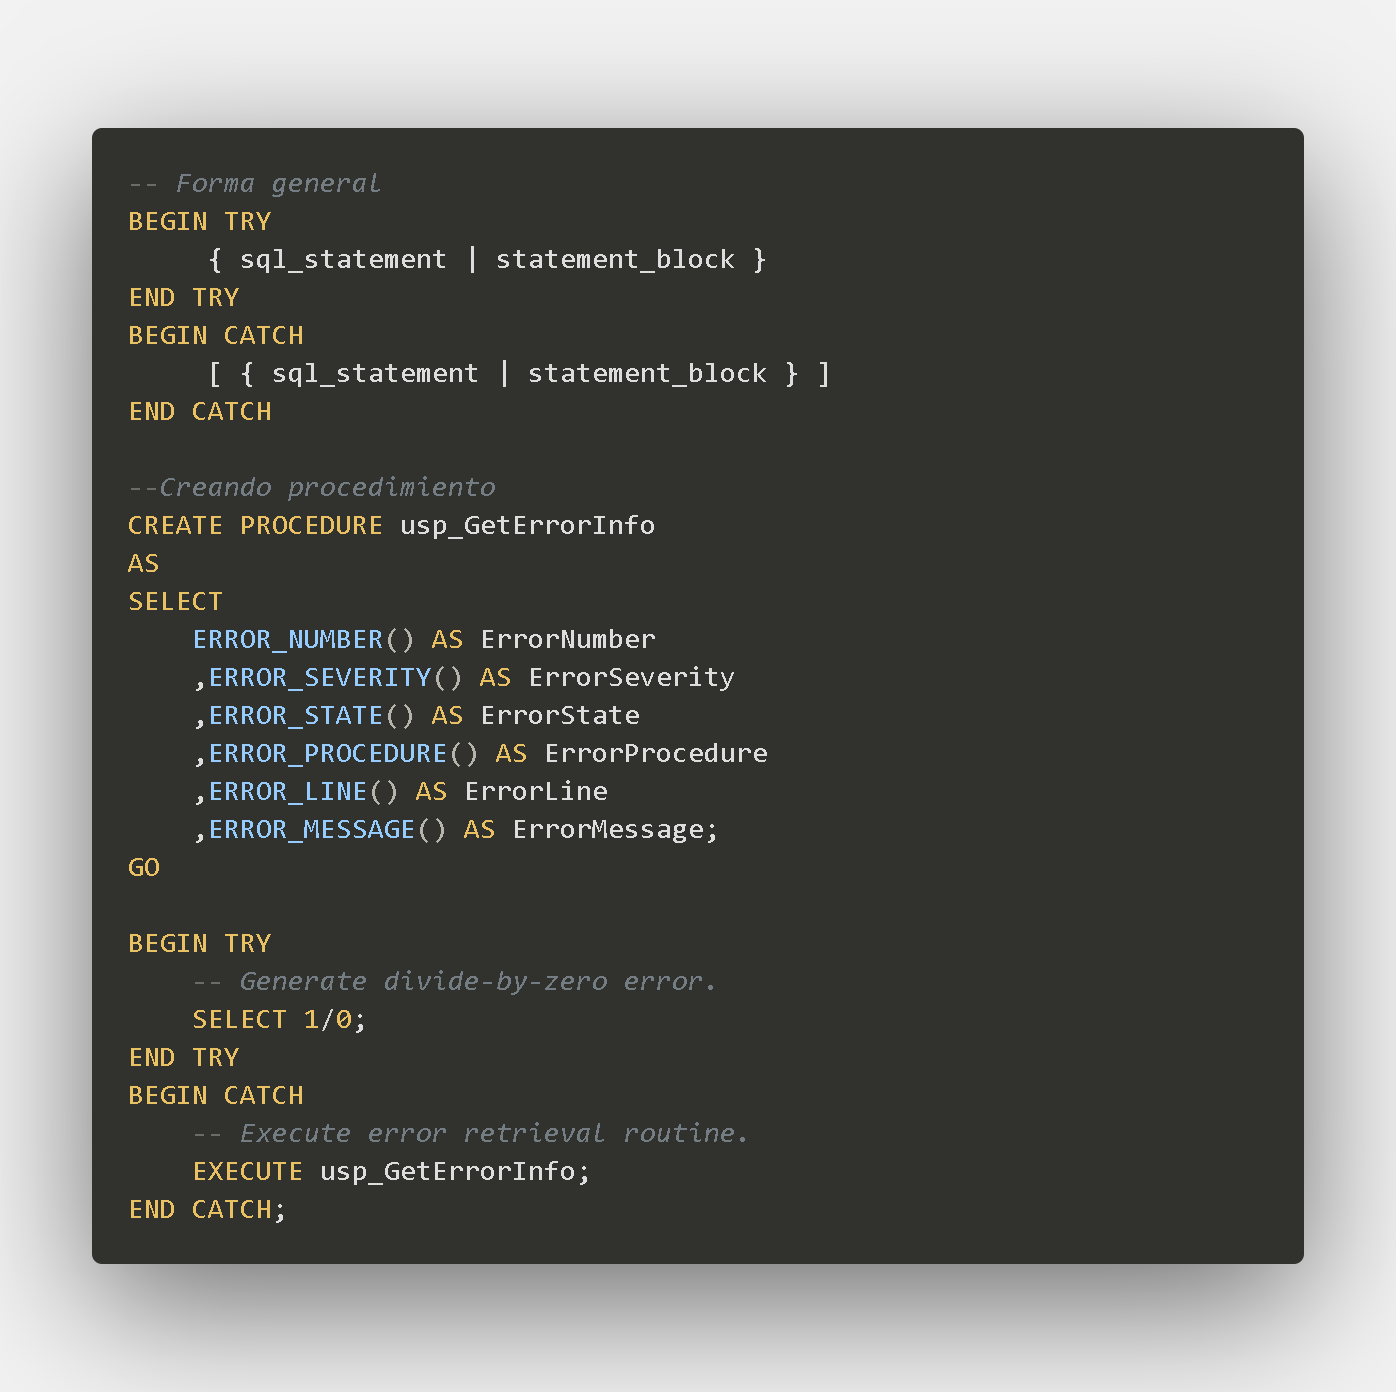 -- Forma general
BEGIN TRY
     { sql_statement | statement_block }
END TRY
BEGIN CATCH
     [ { sql_statement | statement_block } ]
END CATCH

--Creando procedimiento
CREATE PROCEDURE usp_GetErrorInfo
AS
SELECT
    ERROR_NUMBER() AS ErrorNumber
    ,ERROR_SEVERITY() AS ErrorSeverity
    ,ERROR_STATE() AS ErrorState
    ,ERROR_PROCEDURE() AS ErrorProcedure
    ,ERROR_LINE() AS ErrorLine
    ,ERROR_MESSAGE() AS ErrorMessage;
GO

BEGIN TRY
    -- Generate divide-by-zero error.
    SELECT 1/0;
END TRY
BEGIN CATCH
    -- Execute error retrieval routine.
    EXECUTE usp_GetErrorInfo;
END CATCH;